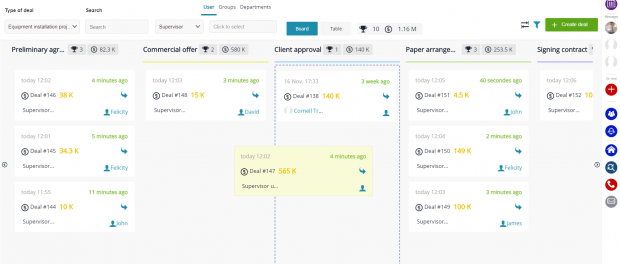 Type of deal
Search
User Groups Departments
Equipment installation proj...
Search
Supervisor
Click to select
Board
Table
10
1.16 M
+ Create deal
Preliminary agr... 3 82.3 K
Commercial offer 2 580 K
Client approval 1 140 K
Paper arrange... 3 253.5 K
Signing contract
today 12:02 4 minutes ago
Deal #146 38 K
Supervisor... Felicity
today 12:01 5 minutes ago
Deal #145 34,3 K
Supervisor... Felicity
today 11:55 11 minutes ago
Deal #144 10 K
Supervisor... John
today 12:03 3 minutes ago
Deal #148 15 K
Supervisor... David
14 Nov, 17:33 3 week ago
Deal #138 140 K
Cornell Tr...
today 12:02 4 minutes ago
Deal #147 565 K
Supervisor u...
today 12:05 40 secondes ago
Deal #151 4.5 K
Supervisor... John
today 12:04 2 minutes ago
Deal #150 149 K
Supervisor... Felicity
today 12:03 3 minutes ago
Deal #149 100 K
Supervisor... James
today 12:06
Deal #152 10
Supervisor...